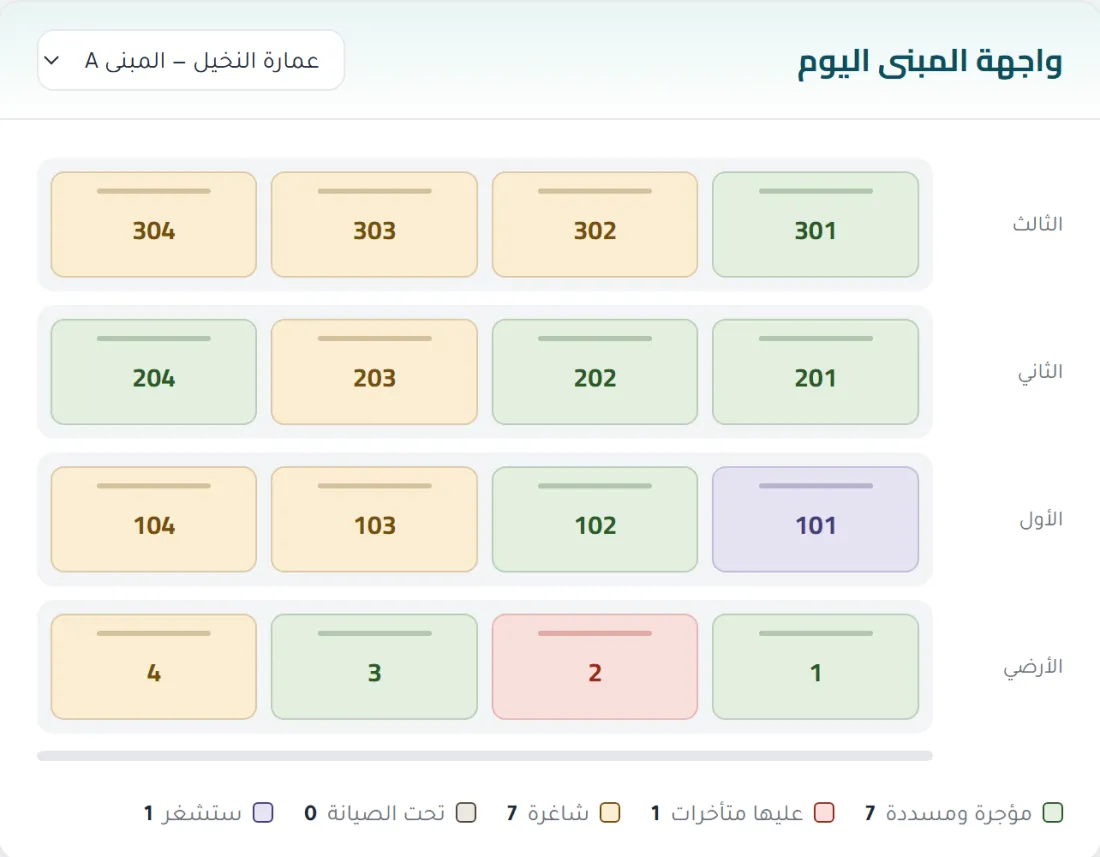 واجهة المبنى اليوم
عمارة النخيل – المبنى A
الثالث 301 302 303 304
الثاني 201 202 203 204
الأول 101 102 103 104
الأرضي 1 2 3 4
مؤجرة ومسددة 7 عليها متأخرات 1 شاغرة 7 تحت الصيانة 0 ستشغر 1